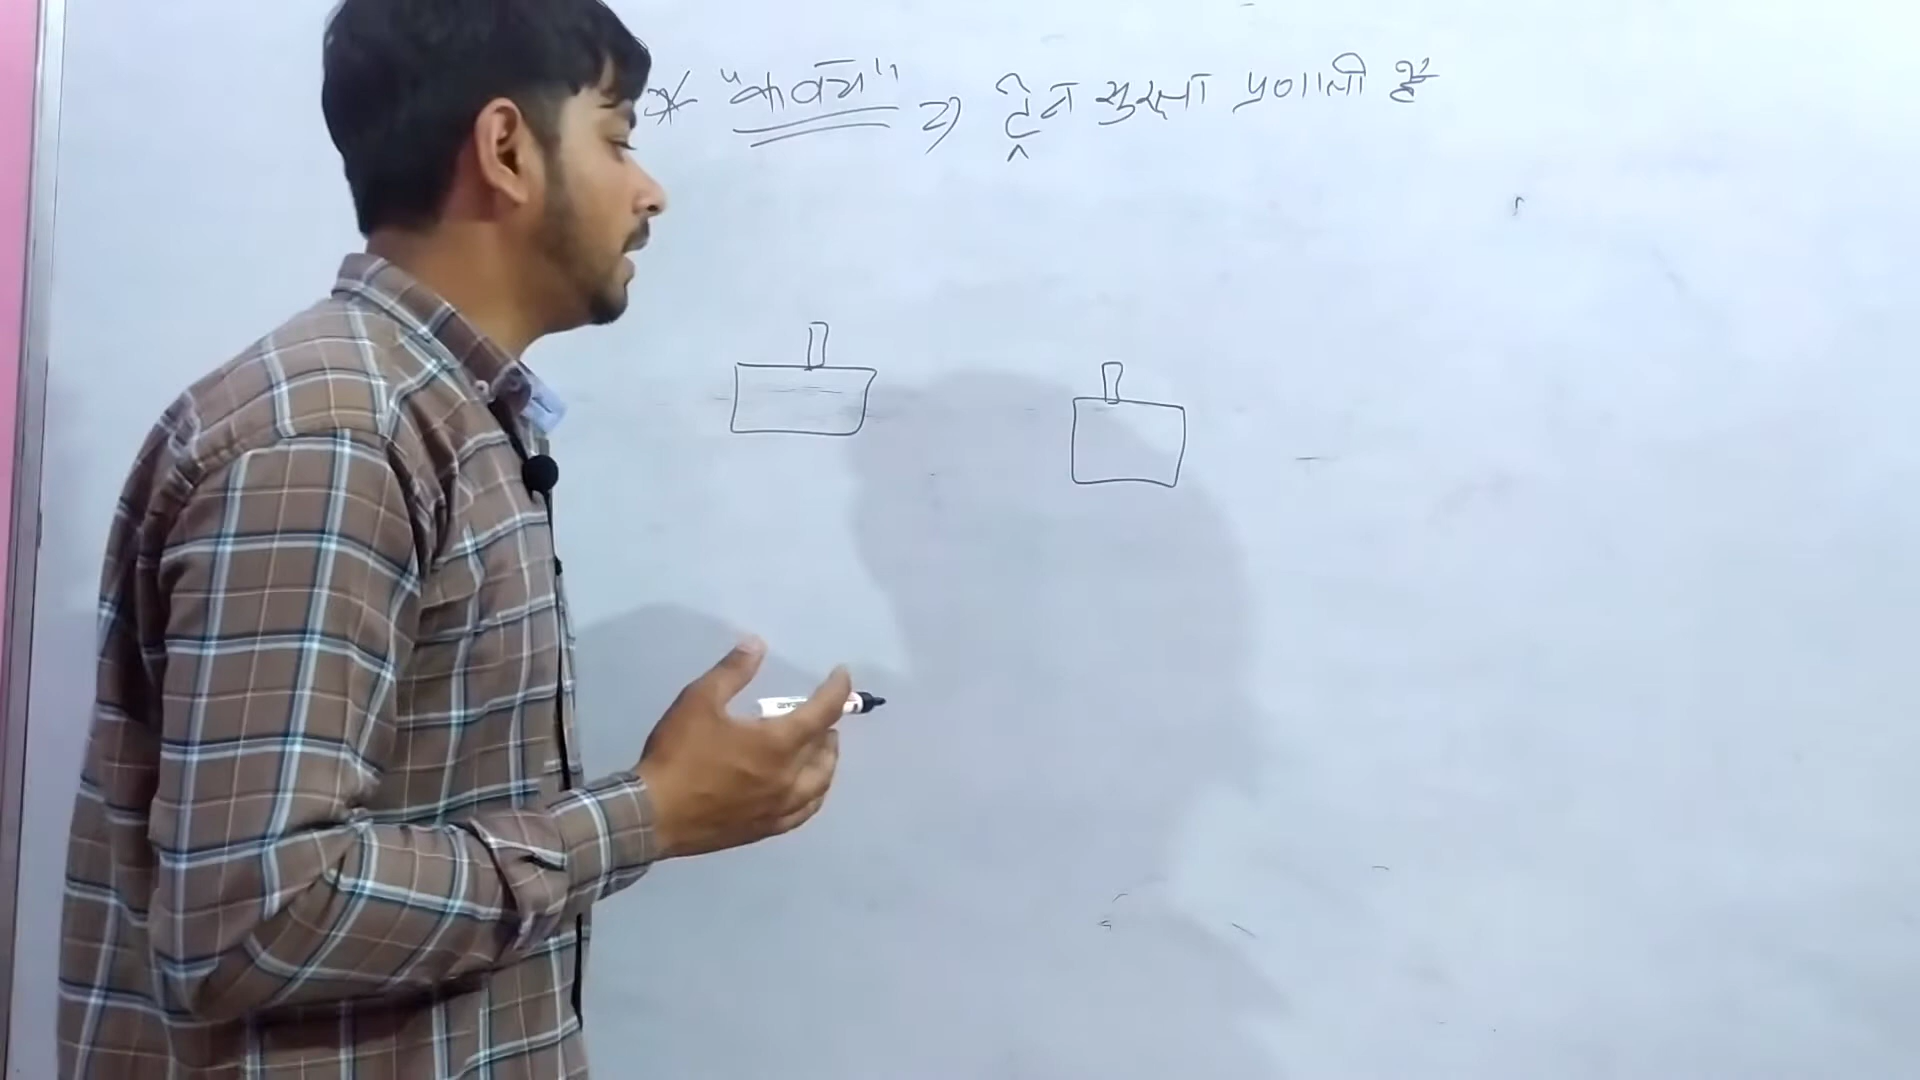 * "कवच" → ट्रेन सुरक्षा प्रणाली है